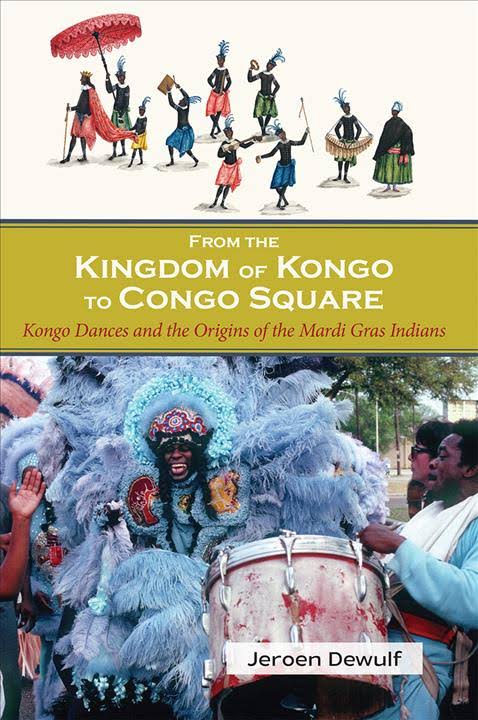 FROM THE
KINGDOM OF KONGO
TO CONGO SQUARE
Kongo Dances and the Origins of the Mardi Gras Indians
Jeroen Dewulf